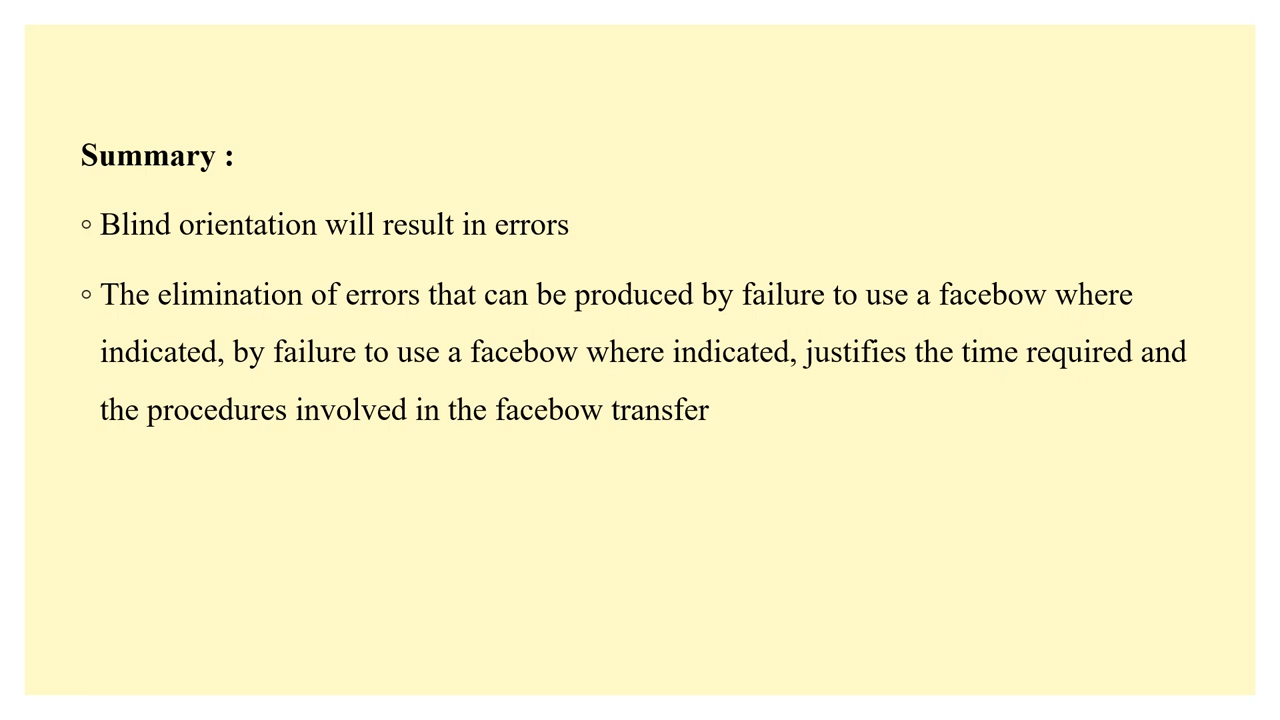 Summary :
◦ Blind orientation will result in errors
◦ The elimination of errors that can be produced by failure to use a facebow where
indicated, by failure to use a facebow where indicated, justifies the time required and
the procedures involved in the facebow transfer